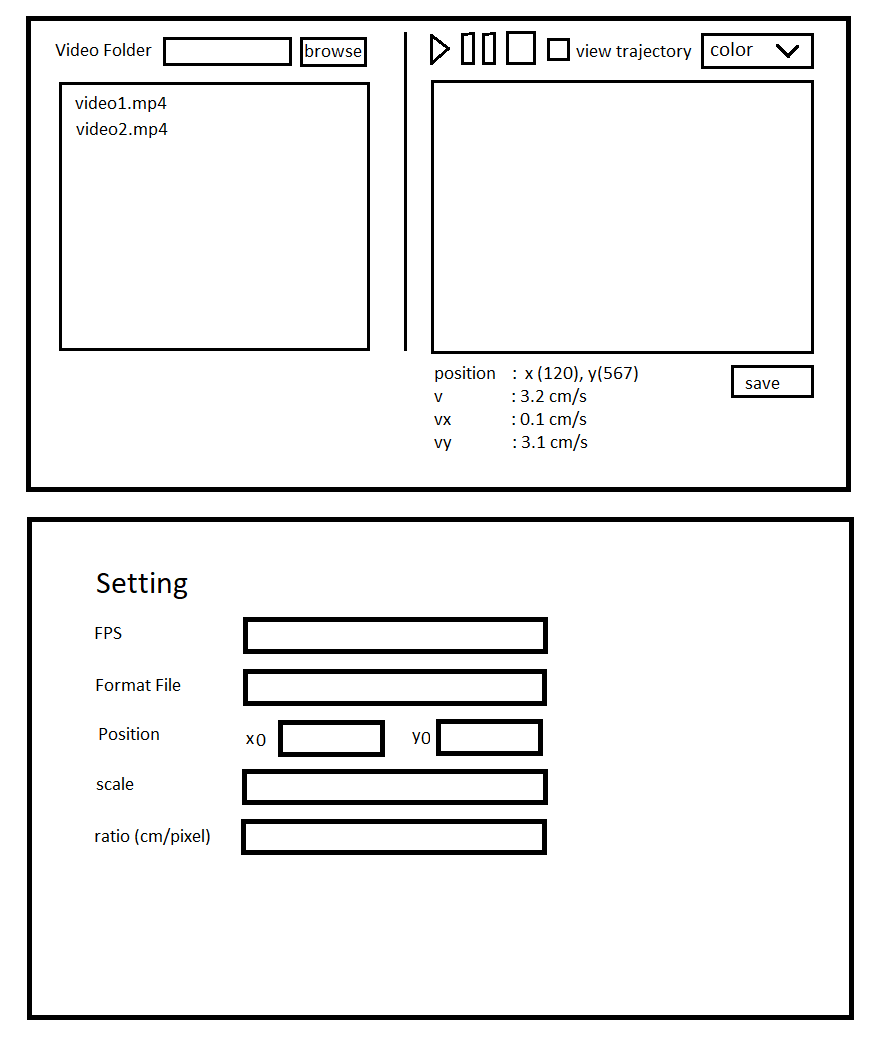 Video Folder browse
video1.mp4
video2.mp4
view trajectory color
position : x (120), y(567)
v : 3.2 cm/s
vx : 0.1 cm/s
vy : 3.1 cm/s
save
Setting
FPS
Format File
Position x0 y0
scale
ratio (cm/pixel)